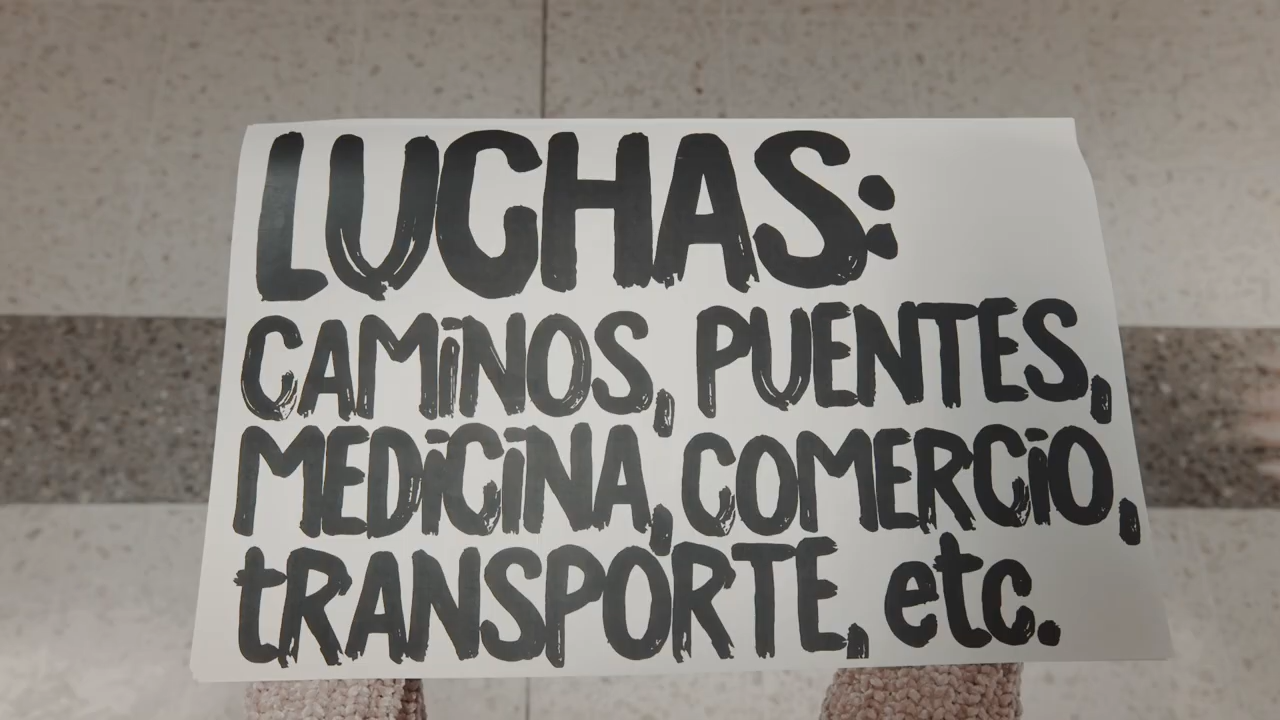 LUCHAS:
CAMiNOS, PUENTES,
MEDiCiNA, COMERCiO,
tRANSPORTE, etc.